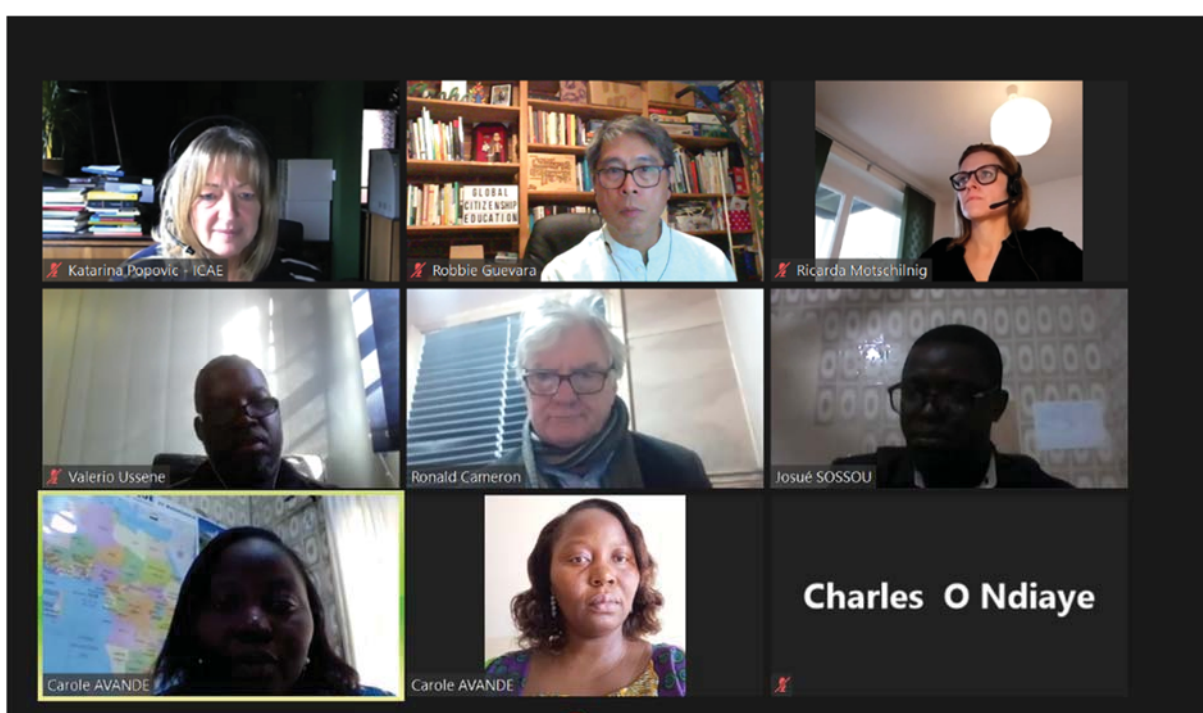 GLOBAL
CITIZENSHIP
EDUCATION
Katarina Popovic - ICAE
Robbie Guevara
Ricarda Motschilnig
Valerio Ussene
Ronald Cameron
Josué SOSSOU
Carole AVANDE
Carole AVANDE
Charles O Ndiaye